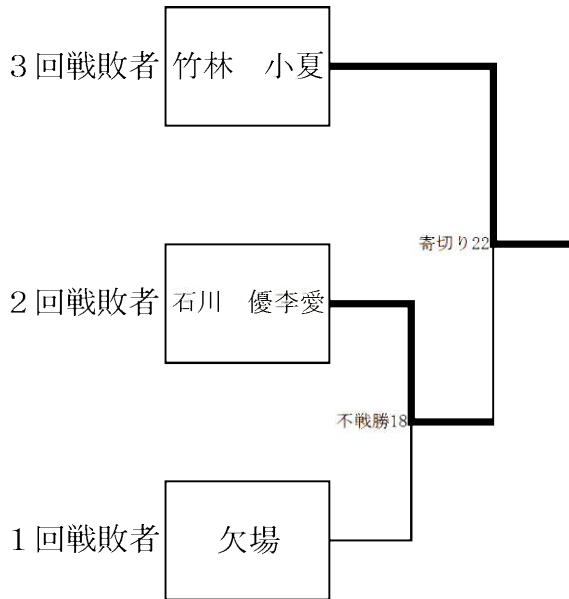 3回戦敗者 竹林　小夏
寄切り22
2回戦敗者 石川　優李愛
不戦勝18
1回戦敗者 欠場